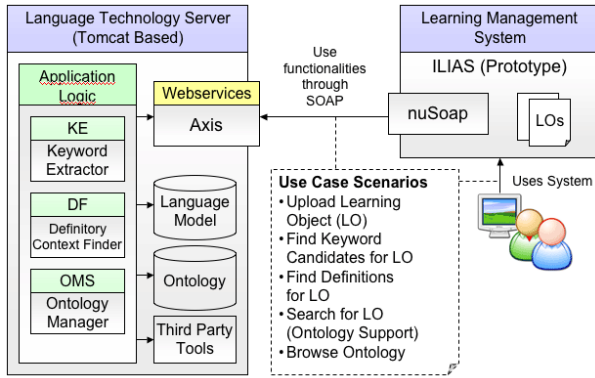 Language Technology Server
(Tomcat Based)
Application
Logic
KE
Keyword
Extractor
DF
Definitory
Context Finder
OMS
Ontology
Manager
Webservices
Axis
Language
Model
Ontology
Third Party
Tools
Use
functionalities
through
SOAP
Learning Management
System
ILIAS (Prototype)
nuSoap
LOs
Uses System
Use Case Scenarios
• Upload Learning
Object (LO)
• Find Keyword
Candidates for LO
• Find Definitions
for LO
• Search for LO
(Ontology Support)
• Browse Ontology